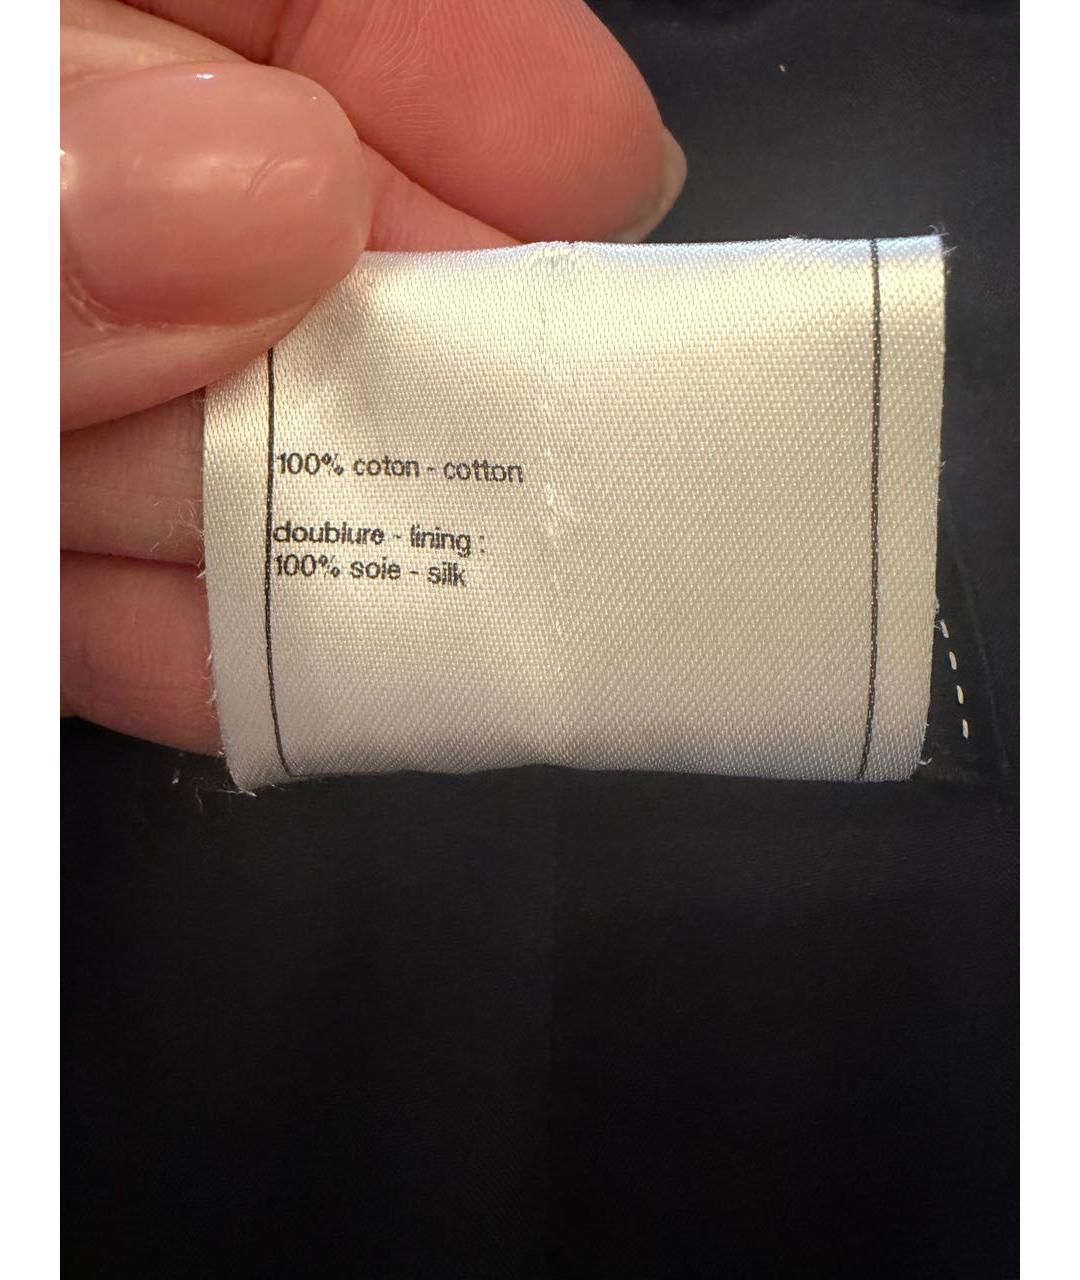 100% coton - cotton
doublure - lining :
100% soie - silk